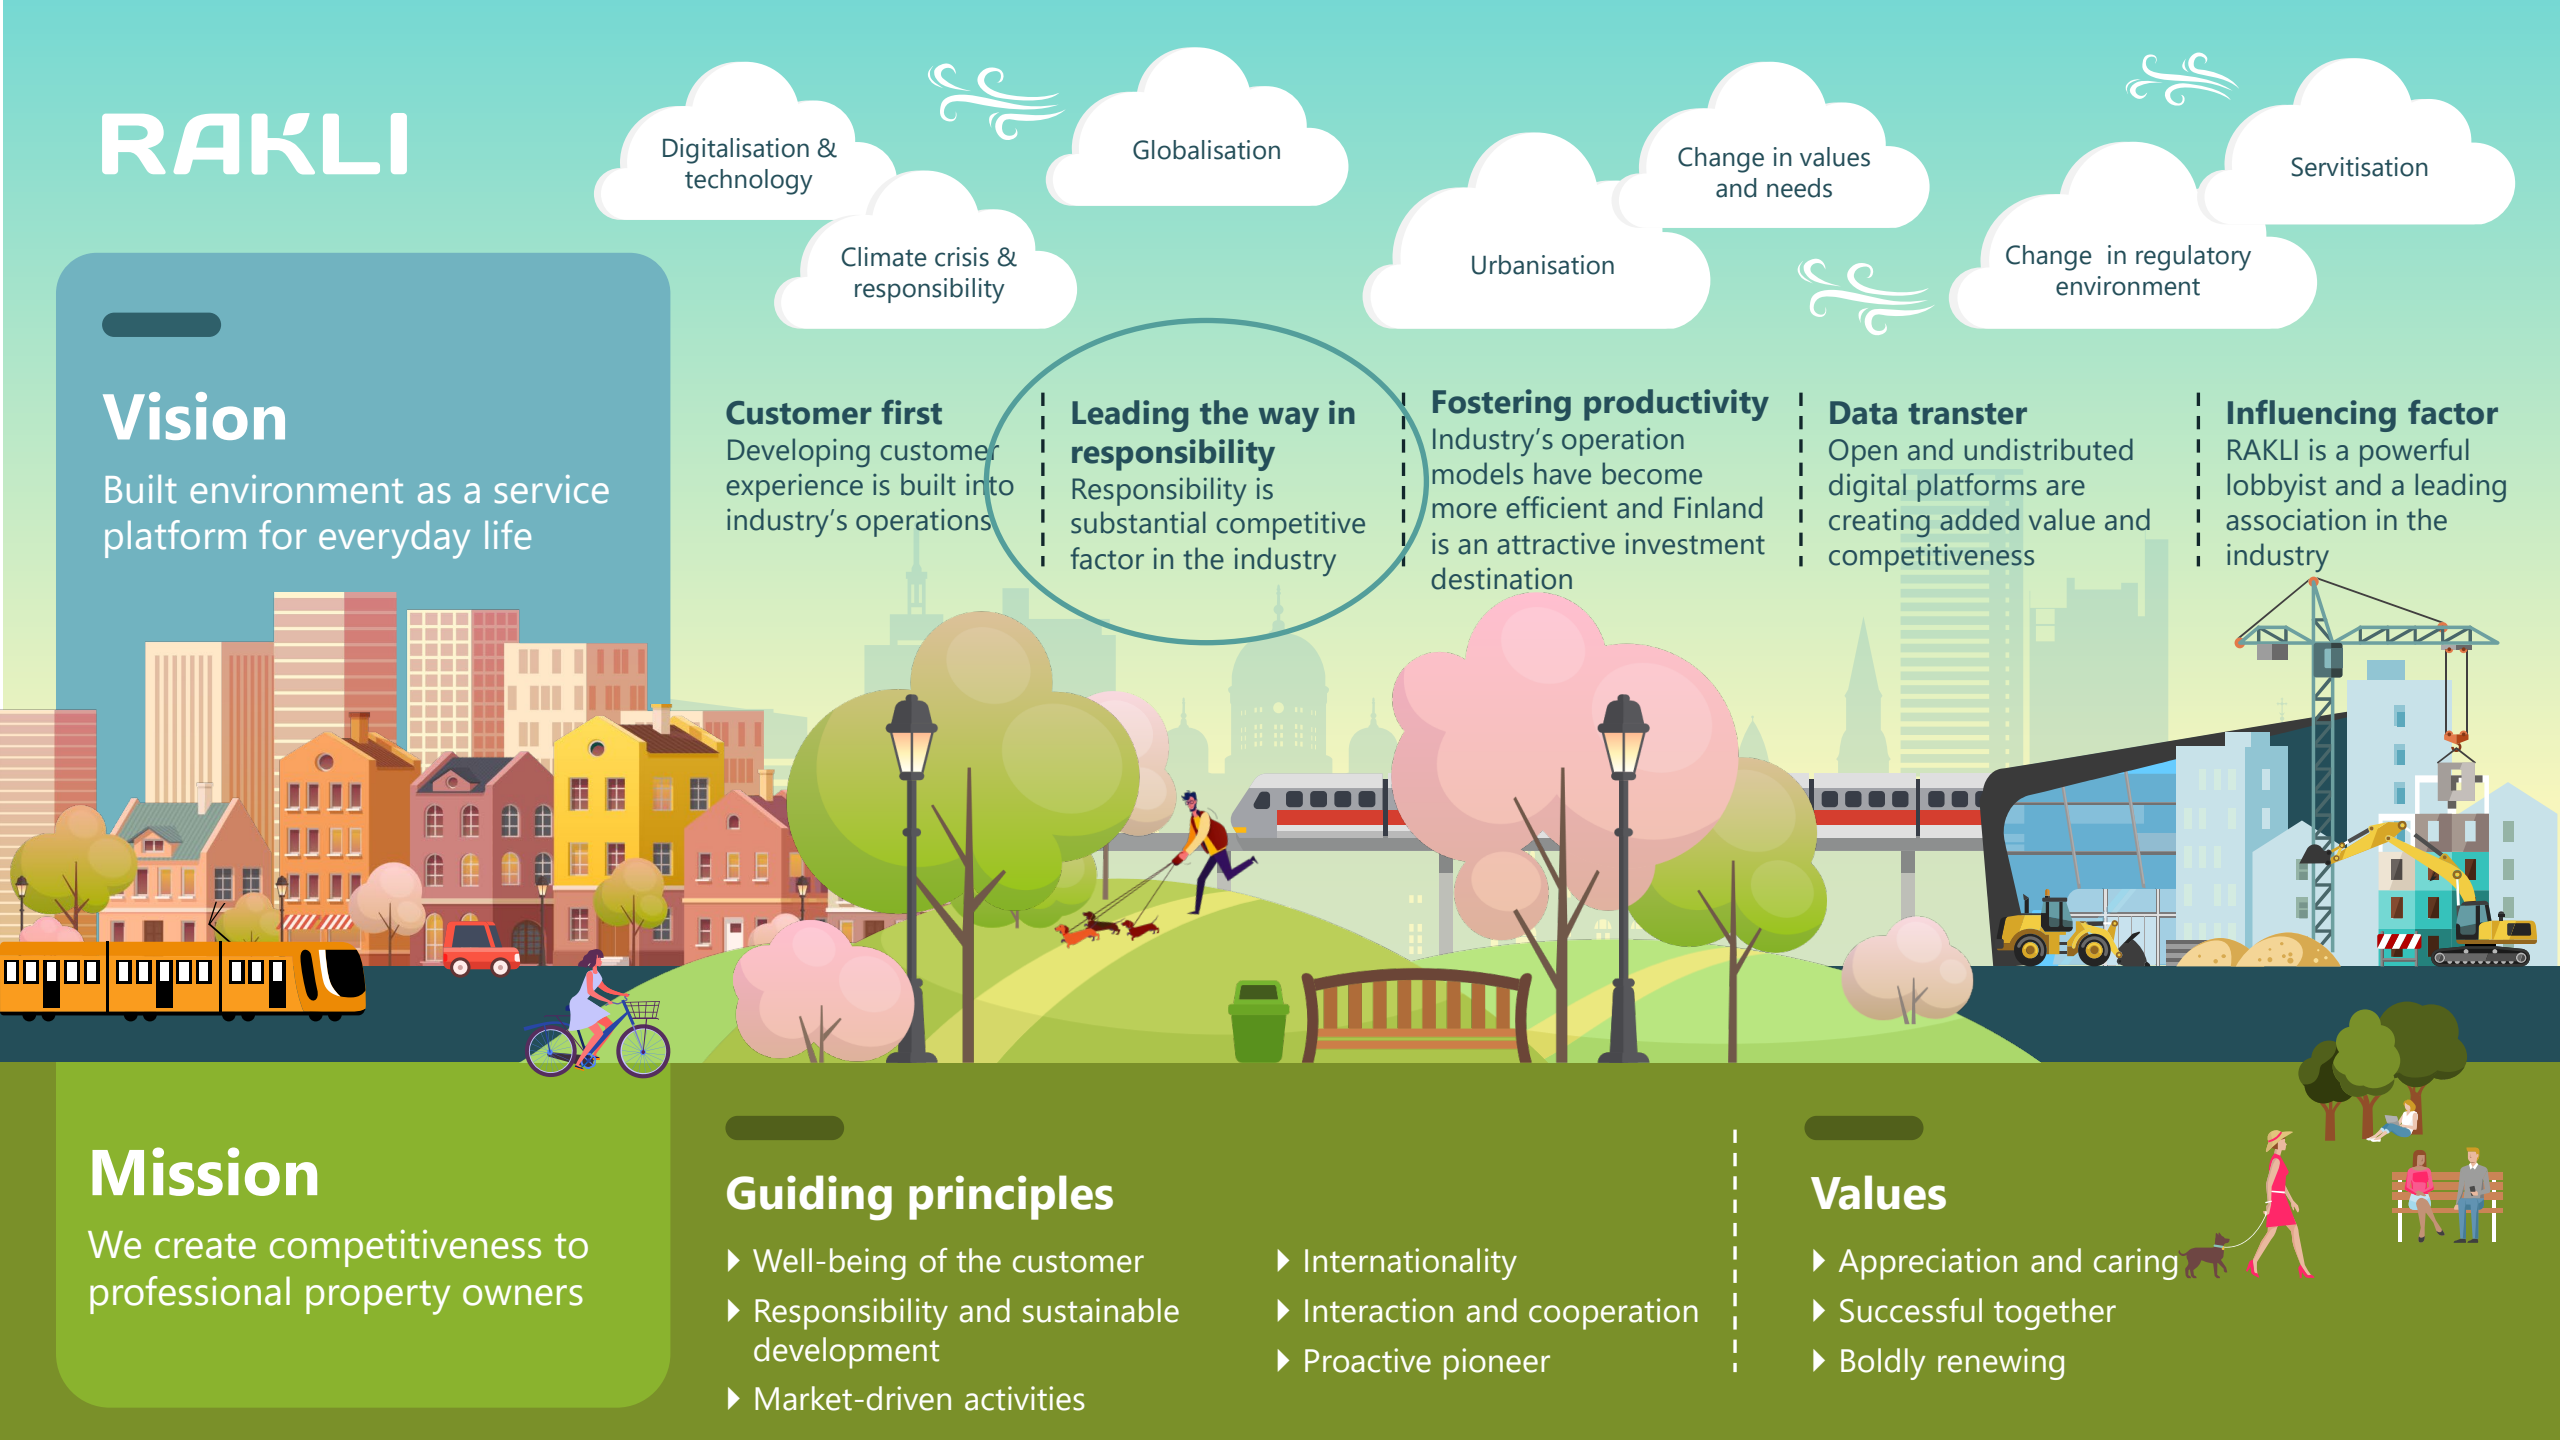 RAKLI
Digitalisation &
technology
Climate crisis &
responsibility
Globalisation
Urbanisation
Change in values
and needs
Change  in regulatory
environment
Servitisation
Vision
Built environment as a service
platform for everyday life
Customer first
Developing customer
experience is built into
industry's operations
Leading the way in
responsibility
Responsibility is
substantial competitive
factor in the industry
Fostering productivity
Industry's operation
models have become
more efficient and Finland
is an attractive investment
destination
Data transter
Open and undistributed
digital platforms are
creating added value and
competitiveness
Influencing factor
RAKLI is a powerful
lobbyist and a leading
association in the
industry
Mission
We create competitiveness to
professional property owners
Guiding principles
Well-being of the customer
Responsibility and sustainable
development
Market-driven activities
Internationality
Interaction and cooperation
Proactive pioneer
Values
Appreciation and caring
Successful together
Boldly renewing